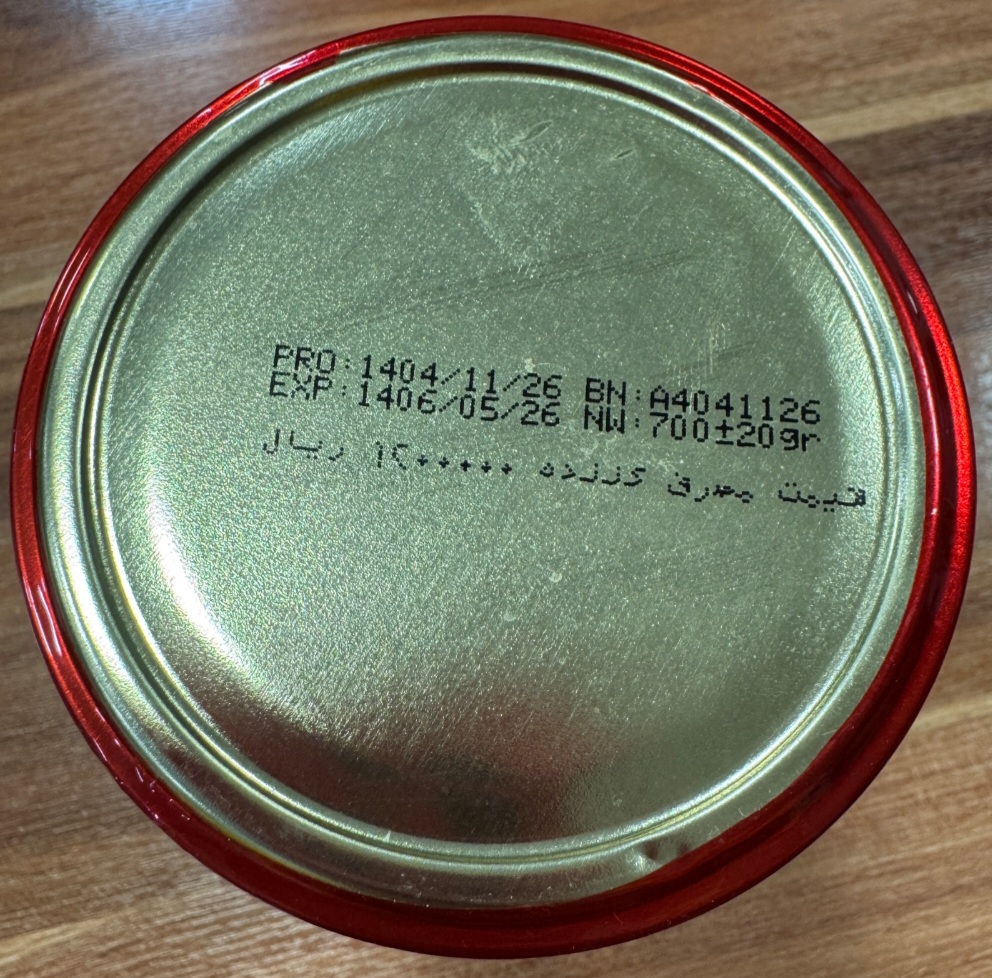 PRO:1404/11/26 BN:A4041126
EXP:1406/05/26 NW:700±20gr
قیمت مصرف کننده ۱۲۰۰۰۰۰ ریال